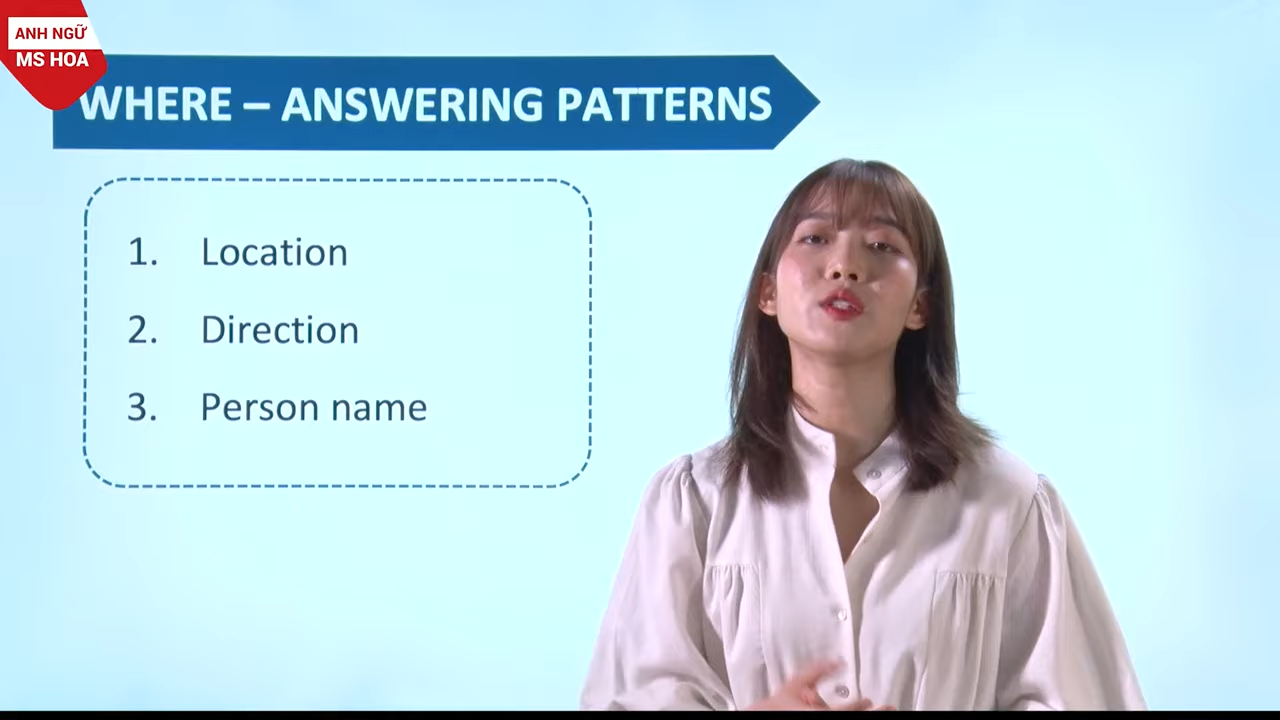 ANH NGỮ
MS HOA
WHERE – ANSWERING PATTERNS
1. Location
2. Direction
3. Person name